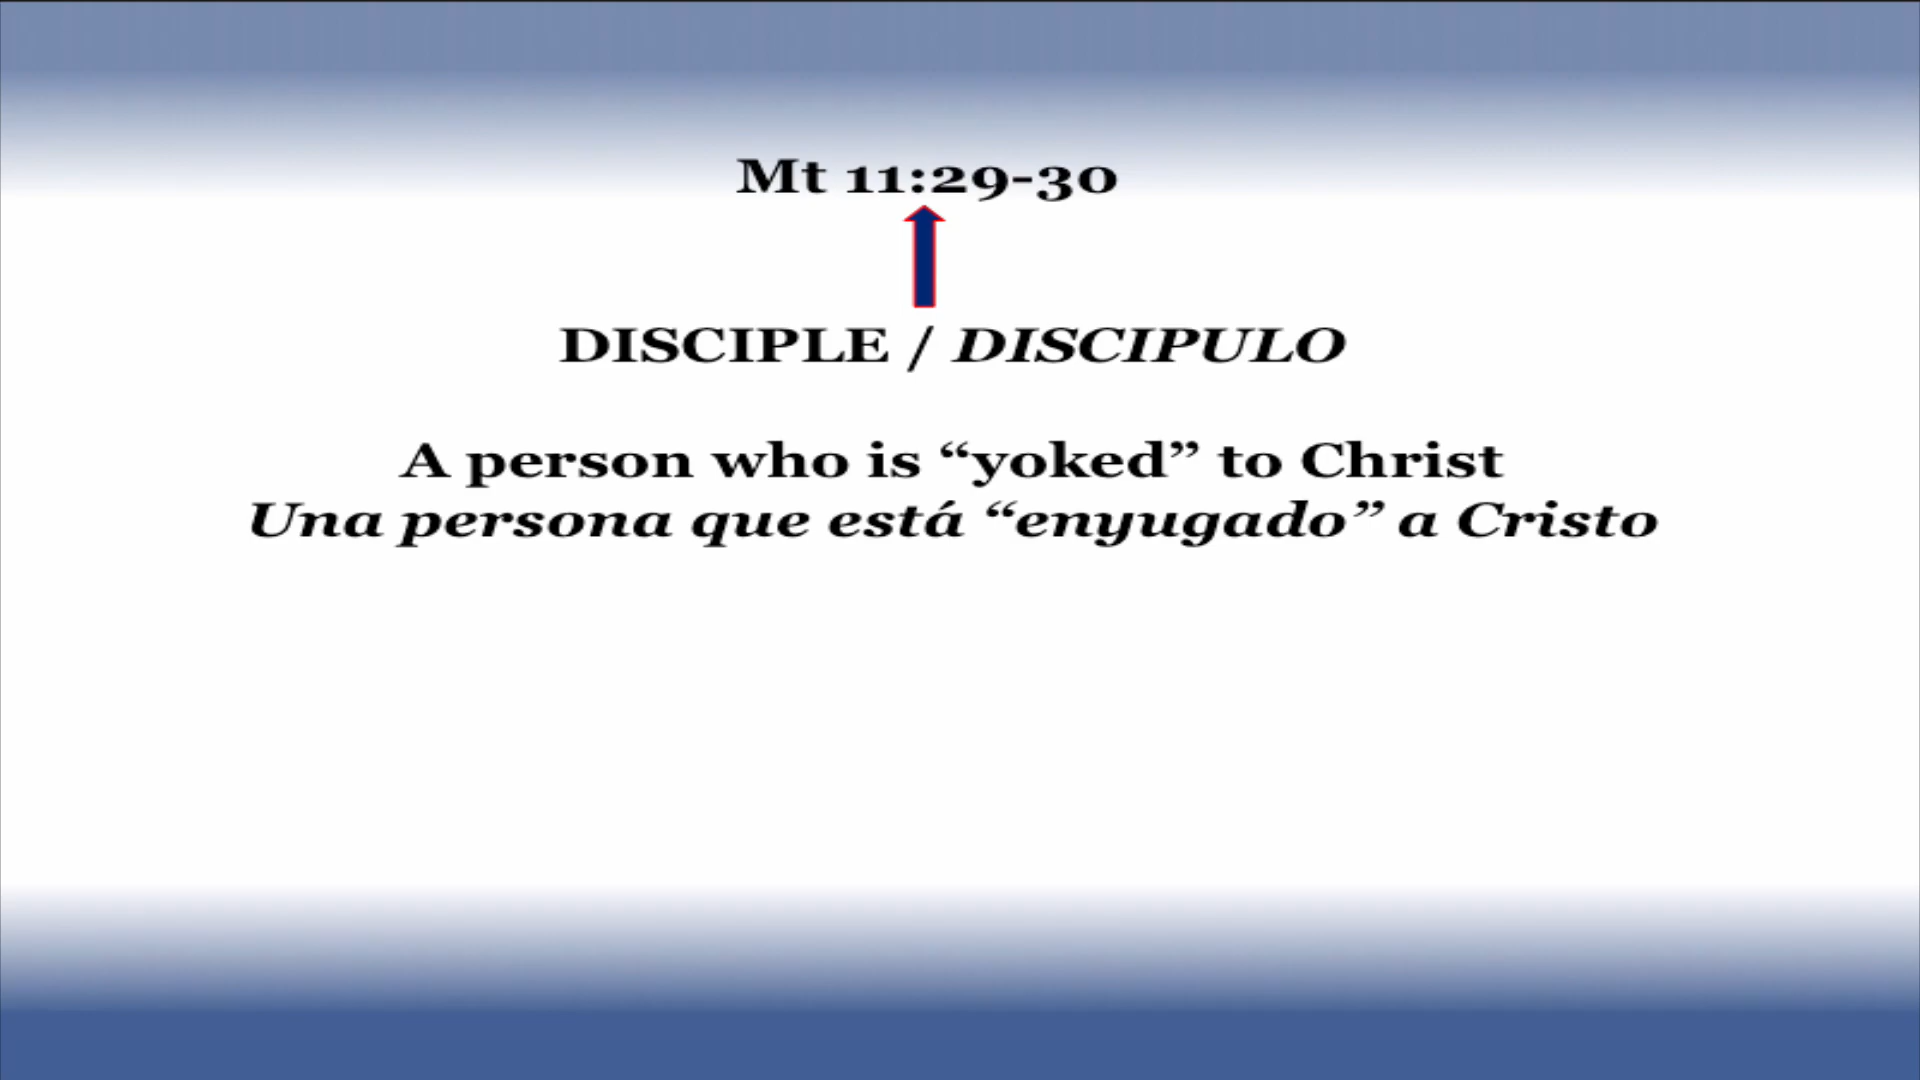 Mt 11:29-30
DISCIPLE / DISCIPULO
A person who is “yoked” to Christ
Una persona que está “enyugado” a Cristo